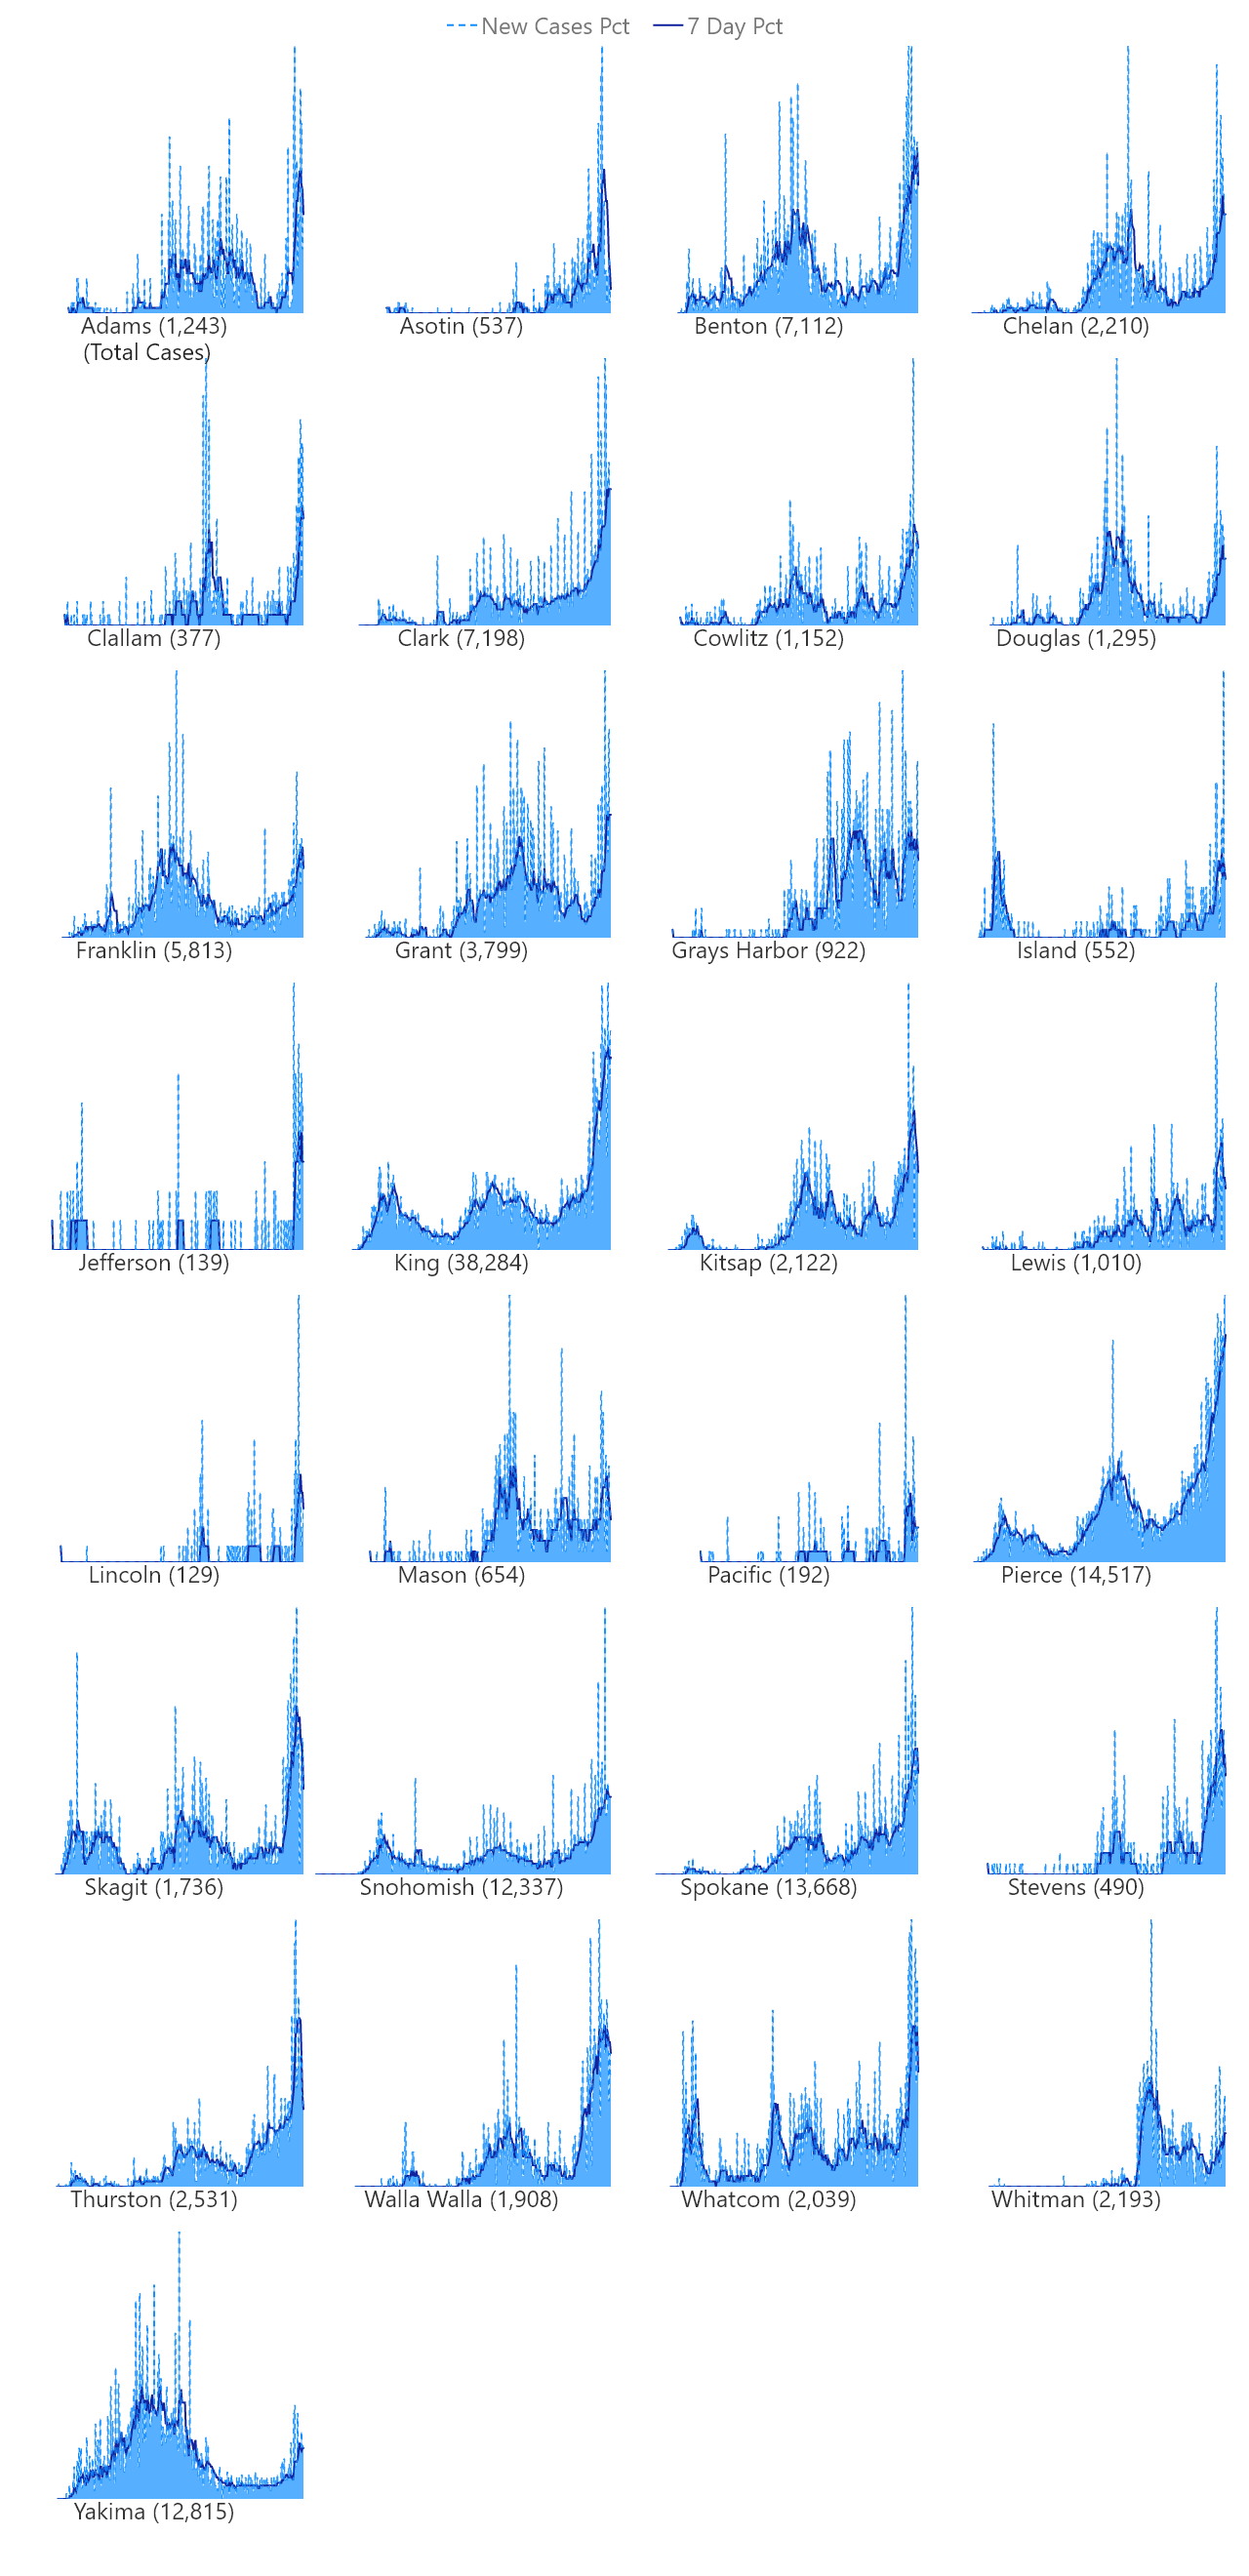 New Cases Pct 7 Day Pct
Adams (1,243) Asotin (537) Benton (7,112) Chelan (2,210)
(Total Cases)
Clallam (377) Clark (7,198) Cowlitz (1,152) Douglas (1,295)
Franklin (5,813) Grant (3,799) Grays Harbor (922) Island (552)
Jefferson (139) King (38,284) Kitsap (2,122) Lewis (1,010)
Lincoln (129) Mason (654) Pacific (192) Pierce (14,517)
Skagit (1,736) Snohomish (12,337) Spokane (13,668) Stevens (490)
Thurston (2,531) Walla Walla (1,908) Whatcom (2,039) Whitman (2,193)
Yakima (12,815)